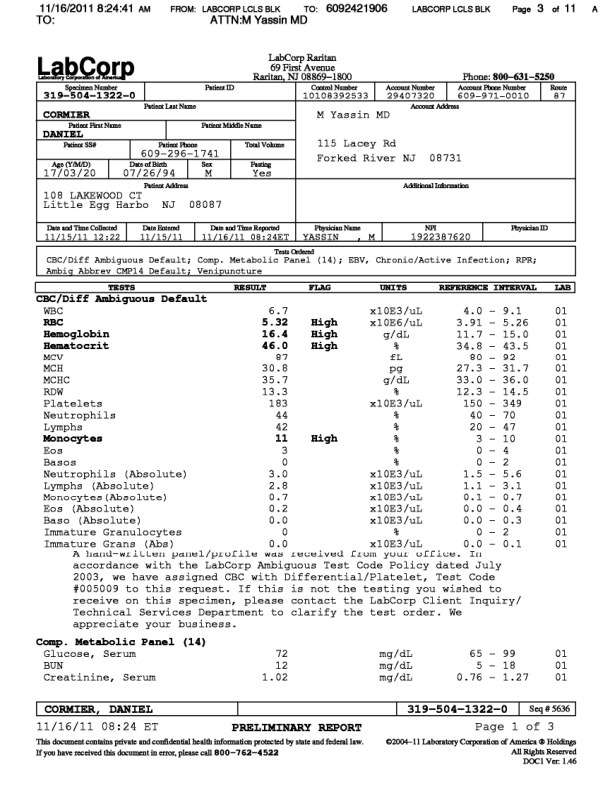 11/16/2011 8:24:41 AM FROM: LABCORP LCLS BLK TO: 6092421906 LABCORP LCLS BLK Page 3 of 11 A
TO: ATTN:M Yassin MD
LabCorp
Laboratory Corporation of America
LabCorp Raritan
69 First Avenue
Raritan, NJ 08869-1800 Phone: 800-631-5250
Specimen Number Patient ID Control Number Account Number Account Phone Number Route
319-504-1322-0 10108392533 29407320 609-971-0010 87
Patient Last Name Account Address
CORMIER
M Yassin MD
Patient First Name Patient Middle Name
DANIEL
Patient SS# Patient Phone Total Volume
609-296-1741
115 Lacey Rd
Forked River NJ 08731
Age (Y/M/D) Date of Birth Sex Fasting
17/03/20 07/26/94 M Yes
Patient Address Additional Information
108 LAKEWOOD CT
Little Egg Harbo NJ 08087
Date and Time Collected Date Entered Date and Time Reported Physician Name NPI Physician ID
11/15/11 12:22 11/15/11 11/16/11 08:24ET YASSIN , M 1922387620
Tests Ordered
CBC/Diff Ambiguous Default; Comp. Metabolic Panel (14); EBV, Chronic/Active Infection; RPR;
Ambig Abbrev CMP14 Default; Venipuncture
TESTS RESULT FLAG UNITS REFERENCE INTERVAL LAB
CBC/Diff Ambiguous Default
WBC 6.7 x10E3/uL 4.0 - 9.1 01
RBC 5.32 High x10E6/uL 3.91 - 5.26 01
Hemoglobin 16.4 High g/dL 11.7 - 15.0 01
Hematocrit 46.0 High % 34.8 - 43.5 01
MCV 87 fL 80 - 92 01
MCH 30.8 pg 27.3 - 31.7 01
MCHC 35.7 g/dL 33.0 - 36.0 01
RDW 13.3 % 12.3 - 14.5 01
Platelets 183 x10E3/uL 150 - 349 01
Neutrophils 44 % 40 - 70 01
Lymphs 42 % 20 - 47 01
Monocytes 11 High % 3 - 10 01
Eos 3 % 0 - 4 01
Basos 0 % 0 - 2 01
Neutrophils (Absolute) 3.0 x10E3/uL 1.5 - 5.6 01
Lymphs (Absolute) 2.8 x10E3/uL 1.1 - 3.1 01
Monocytes(Absolute) 0.7 x10E3/uL 0.1 - 0.7 01
Eos (Absolute) 0.2 x10E3/uL 0.0 - 0.4 01
Baso (Absolute) 0.0 x10E3/uL 0.0 - 0.3 01
Immature Granulocytes 0 % 0 - 2 01
Immature Grans (Abs) 0.0 x10E3/uL 0.0 - 0.1 01
A hand-written panel/profile was received from your office. In
accordance with the LabCorp Ambiguous Test Code Policy dated July
2003, we have assigned CBC with Differential/Platelet, Test Code
#005009 to this request. If this is not the testing you wished to
receive on this specimen, please contact the LabCorp Client Inquiry/
Technical Services Department to clarify the test order. We
appreciate your business.
Comp. Metabolic Panel (14)
Glucose, Serum 72 mg/dL 65 - 99 01
BUN 12 mg/dL 5 - 18 01
Creatinine, Serum 1.02 mg/dL 0.76 - 1.27 01
CORMIER, DANIEL 319-504-1322-0 Seq # 5636
11/16/11 08:24 ET PRELIMINARY REPORT Page 1 of 3
This document contains private and confidential health information protected by state and federal law. ©2004-11 Laboratory Corporation of America ® Holdings
If you have received this document in error, please call 800-762-4522 All Rights Reserved
DOC1 Ver: 1.46